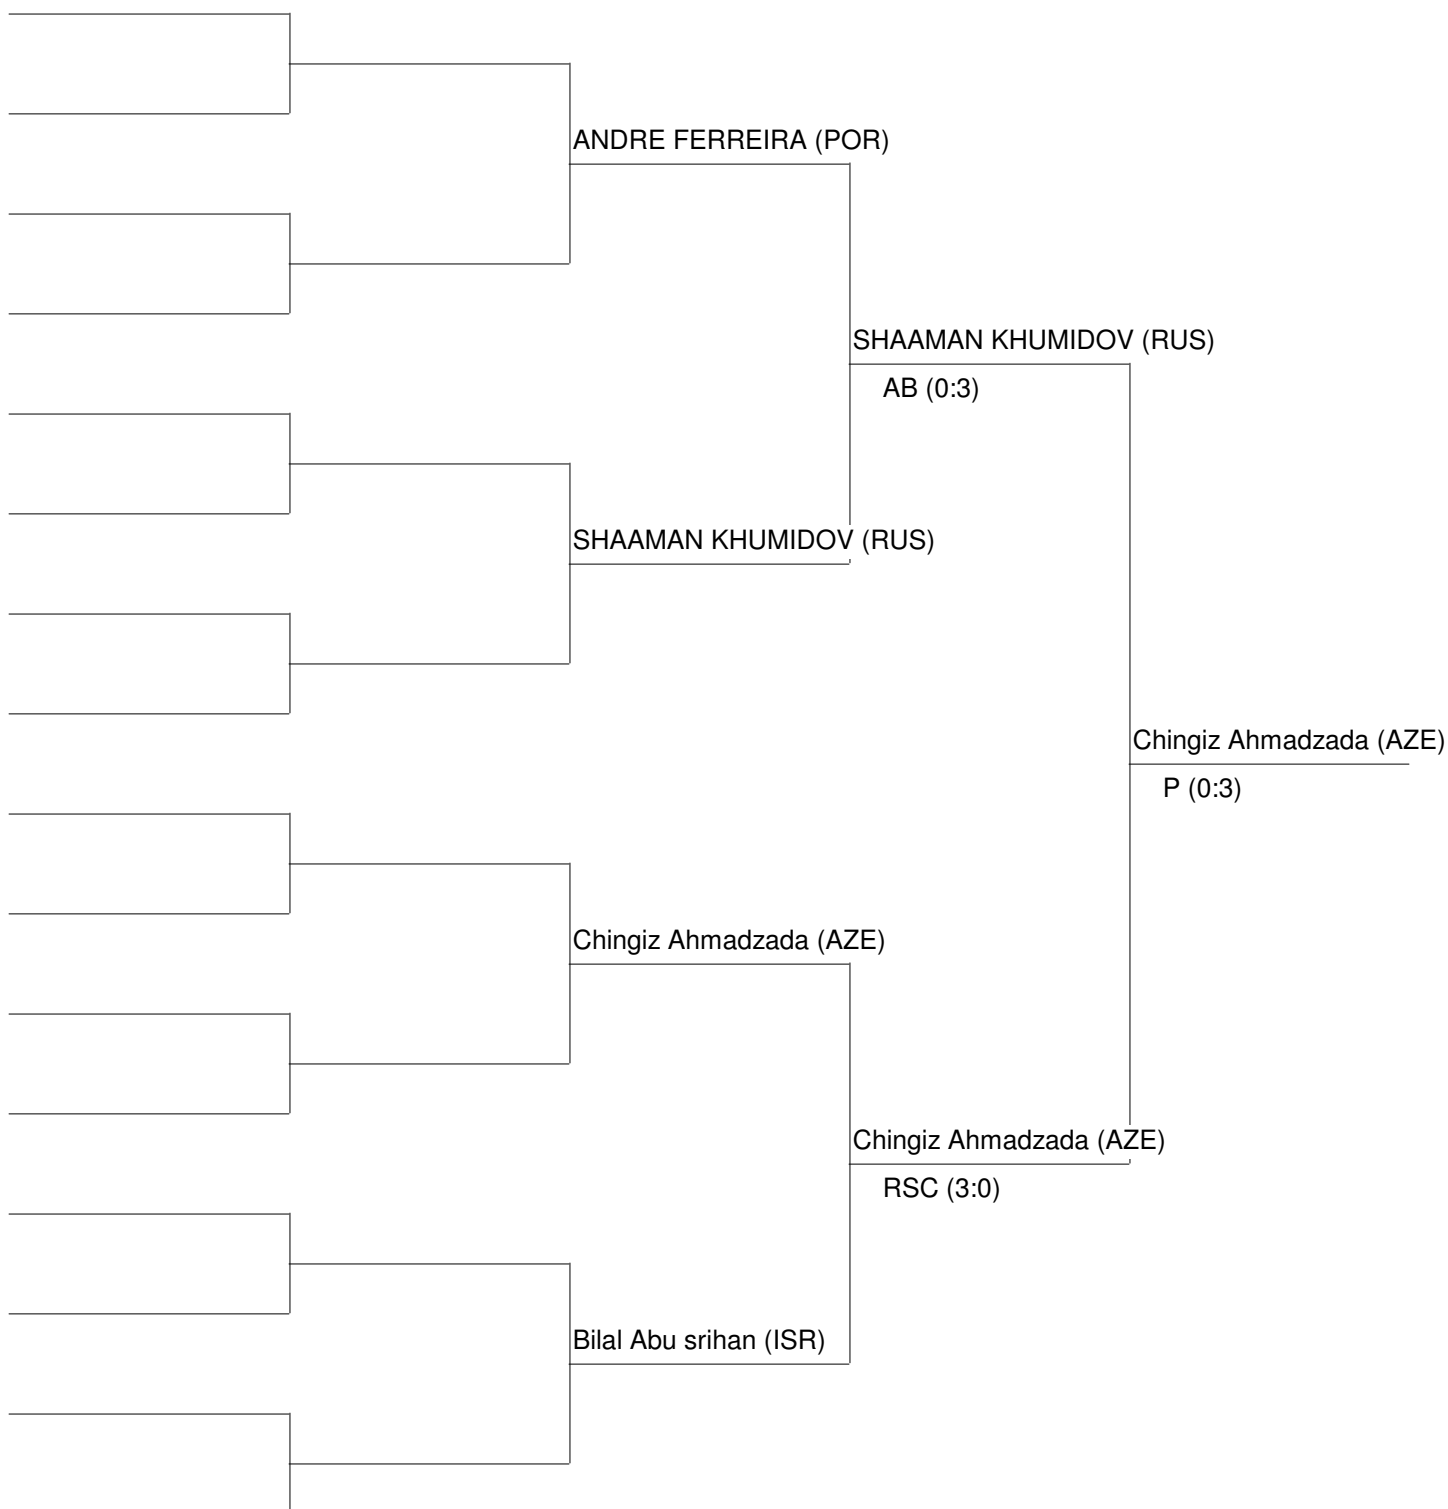 ANDRE FERREIRA (POR)
SHAAMAN KHUMIDOV (RUS)
AB (0:3)
SHAAMAN KHUMIDOV (RUS)
Chingiz Ahmadzada (AZE)
P (0:3)
Chingiz Ahmadzada (AZE)
Chingiz Ahmadzada (AZE)
RSC (3:0)
Bilal Abu srihan (ISR)